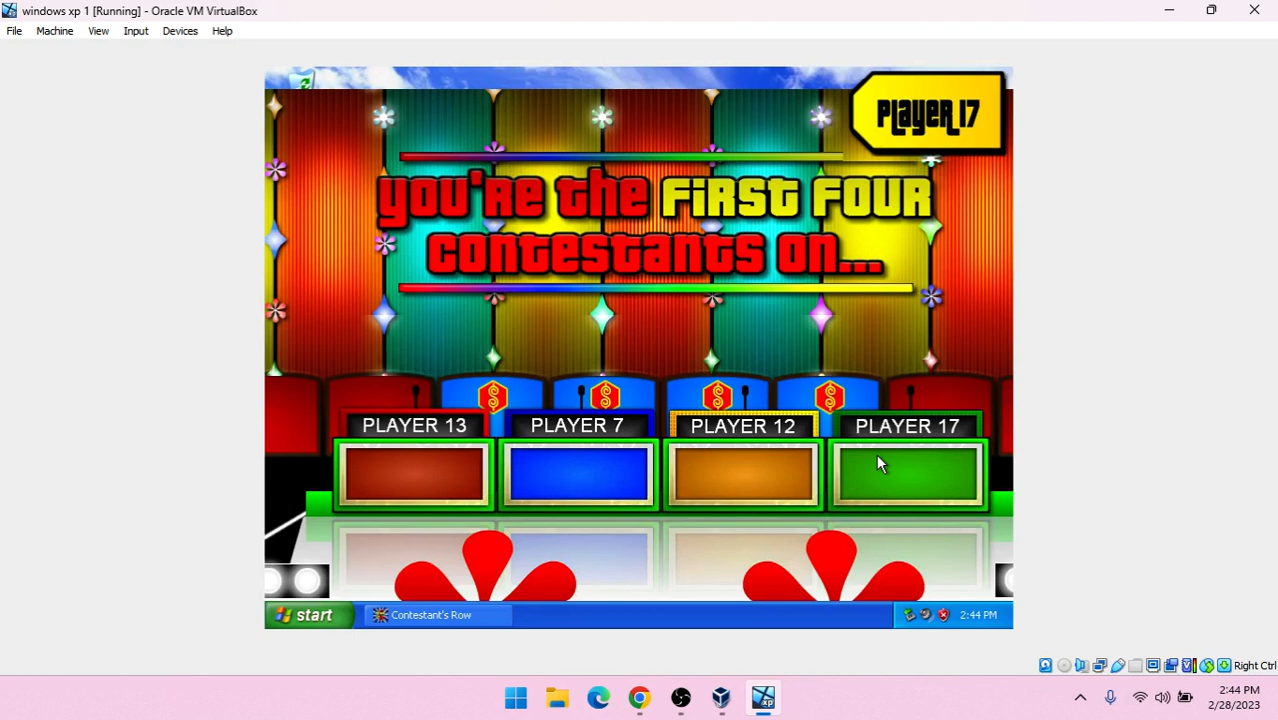 windows xp 1 [Running] - Oracle VM VirtualBox
File Machine View Input Devices Help
PLAYER 17
YOU'RE THE FIRST FOUR
CONTESTANTS ON...
PLAYER 13 PLAYER 7 PLAYER 12 PLAYER 17
start Contestant's Row 2:44 PM
Right Ctrl
xp
2:44 PM
2/28/2023